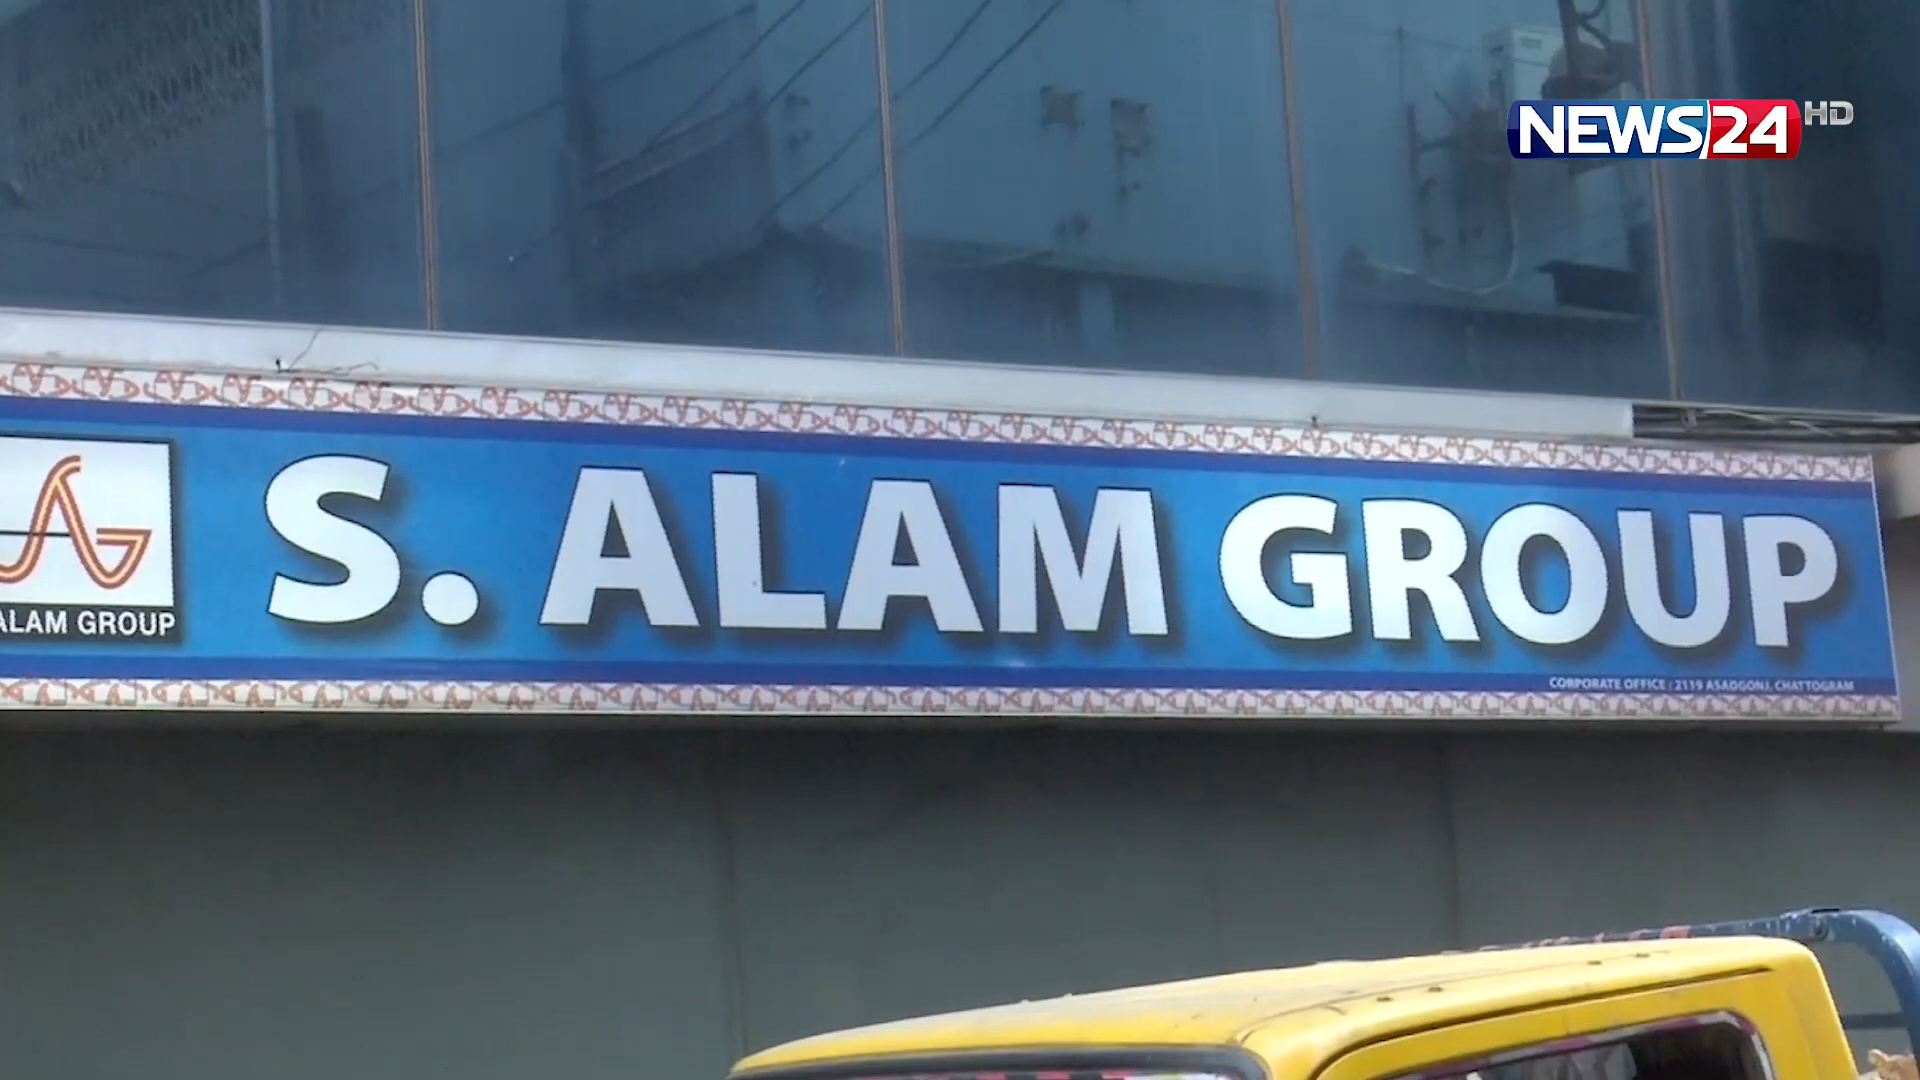 NEWS24 HD
S. ALAM GROUP
ALAM GROUP
CORPORATE OFFICE : 2119 ASADGONJ, CHATTOGRAM